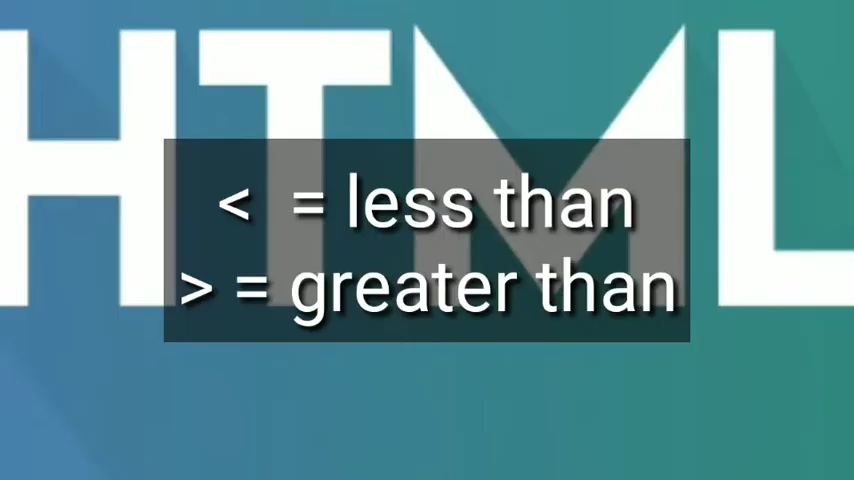 HTML
< = less than
> = greater than